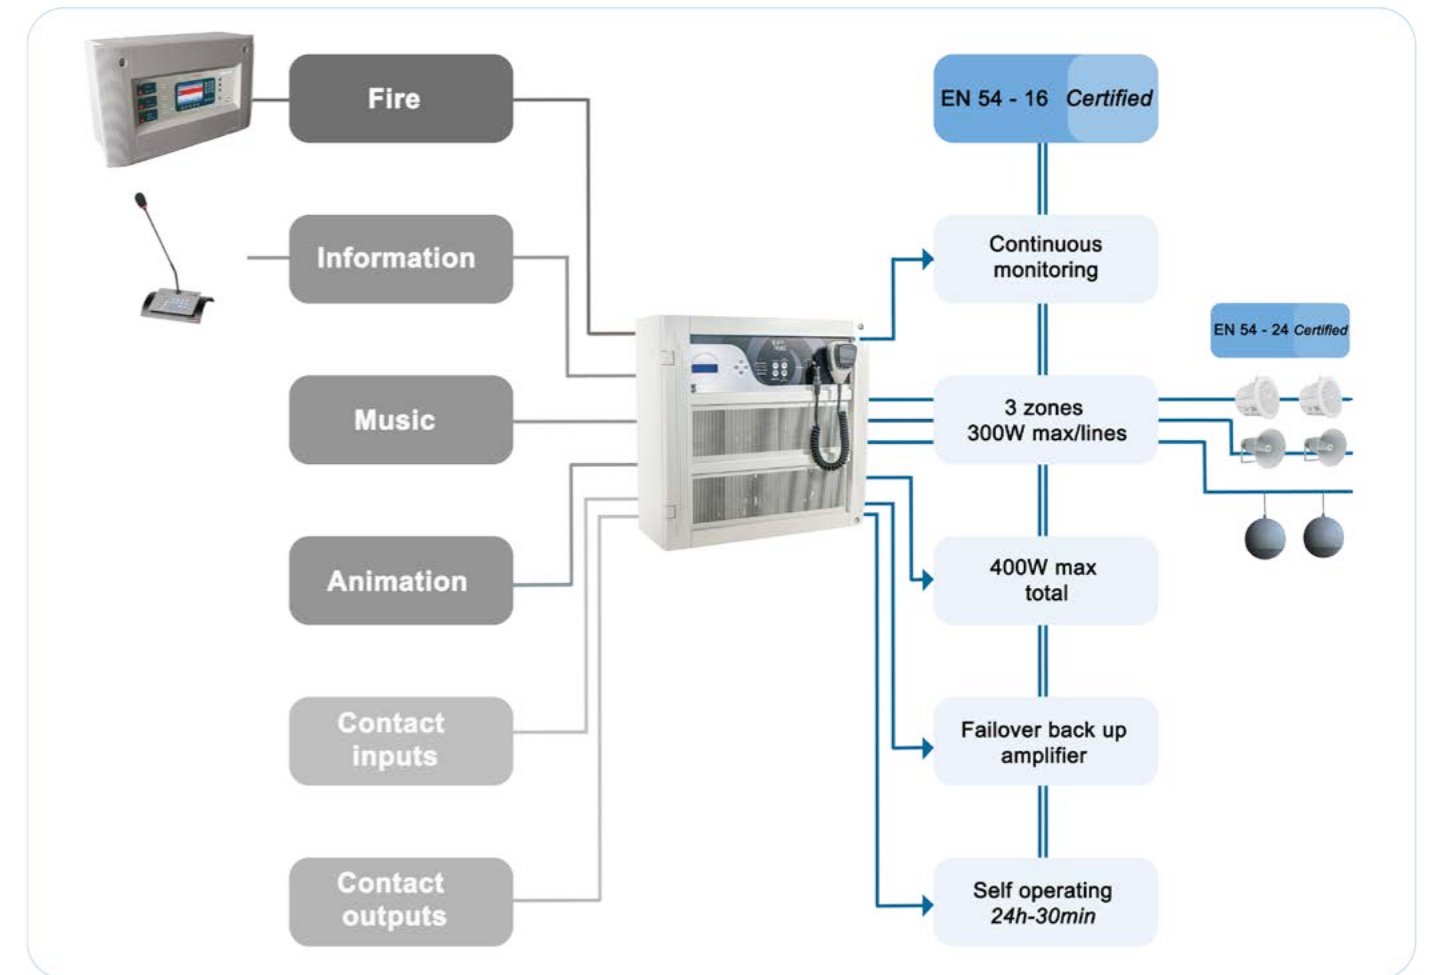 Fire
EN 54 - 16 Certified
Information
Continuous
monitoring
EN 54 - 24 Certified
Music
3 zones
300W max/lines
Animation
400W max
total
Contact
inputs
Failover back up
amplifier
Contact
outputs
Self operating
24h-30min